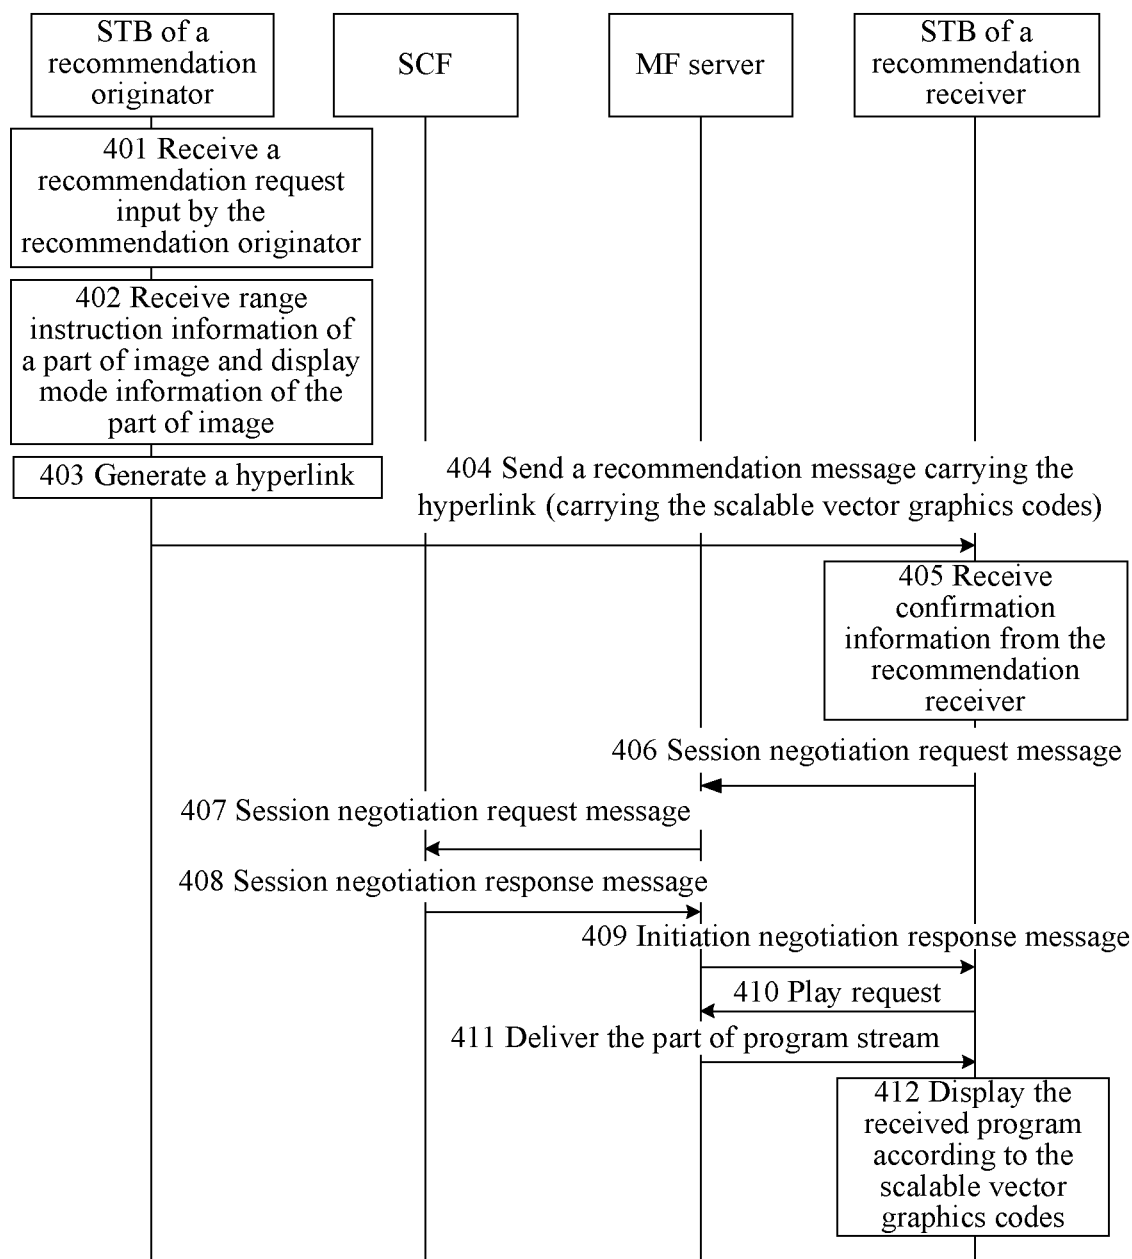 STB of a
recommendation
originator
SCF
MF server
STB of a
recommendation
receiver
401 Receive a
recommendation request
input by the
recommendation originator
402 Receive range
instruction information of
a part of image and display
mode information of the
part of image
403 Generate a hyperlink
404 Send a recommendation message carrying the
hyperlink (carrying the scalable vector graphics codes)
405 Receive
confirmation
information from the
recommendation
receiver
406 Session negotiation request message
407 Session negotiation request message
408 Session negotiation response message
409 Initiation negotiation response message
410 Play request
411 Deliver the part of program stream
412 Display the
received program
according to the
scalable vector
graphics codes